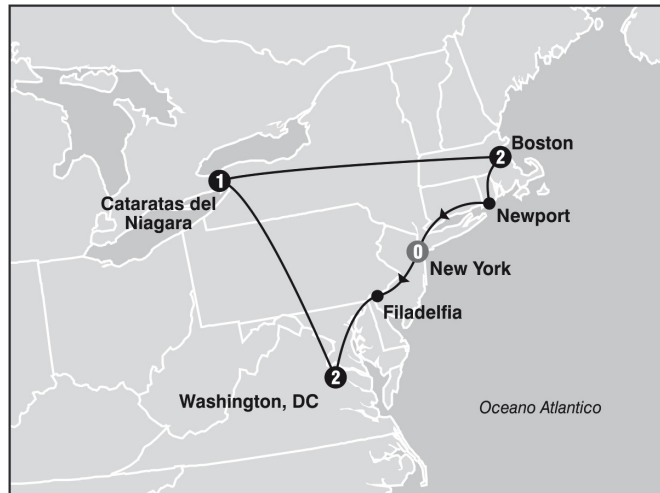 2
Boston
1
Cataratas del
Niagara
Newport
0
New York
Filadelfia
2
Washington, DC
Oceano Atlantico